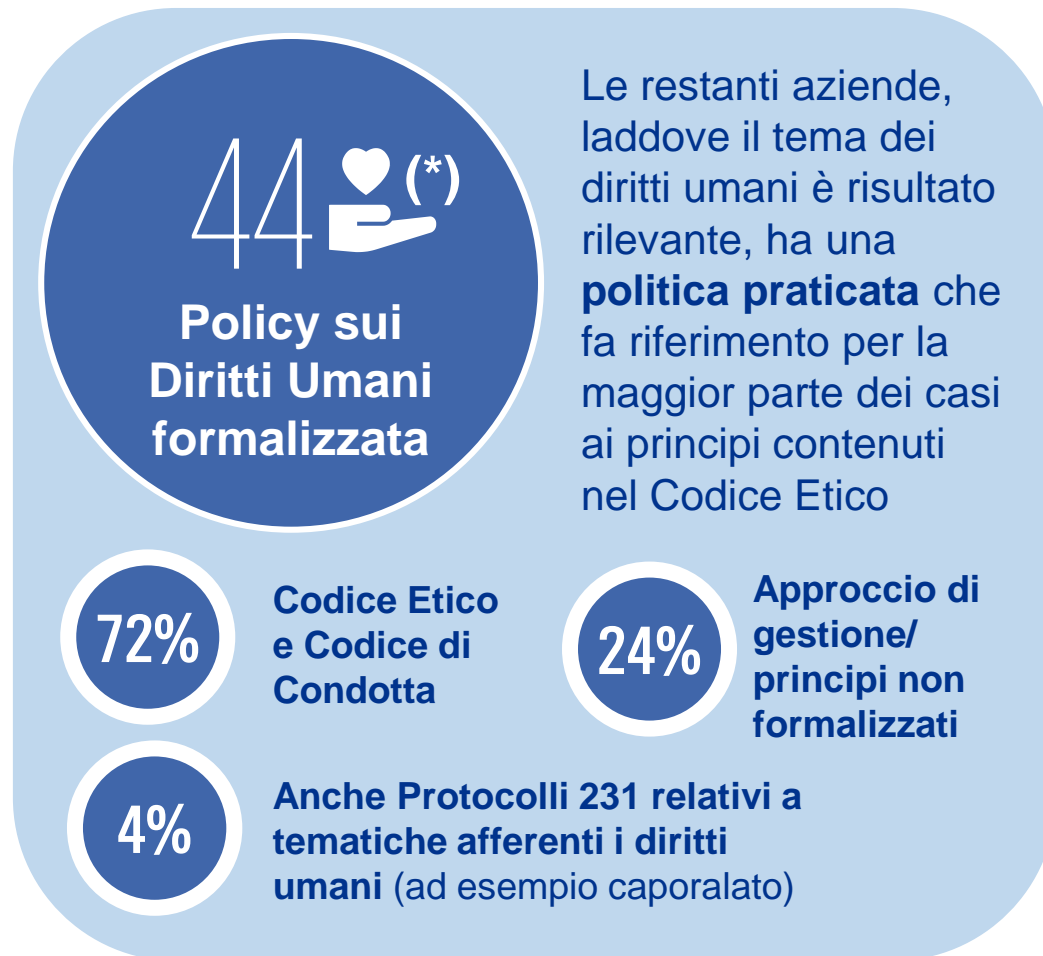 44 (*)
Policy sui
Diritti Umani
formalizzata
Le restanti aziende,
laddove il tema dei
diritti umani è risultato
rilevante, ha una
politica praticata che
fa riferimento per la
maggior parte dei casi
ai principi contenuti
nel Codice Etico
72%
Codice Etico
e Codice di
Condotta
24%
Approccio di
gestione/
principi non
formalizzati
4%
Anche Protocolli 231 relativi a
tematiche afferenti i diritti
umani (ad esempio caporalato)